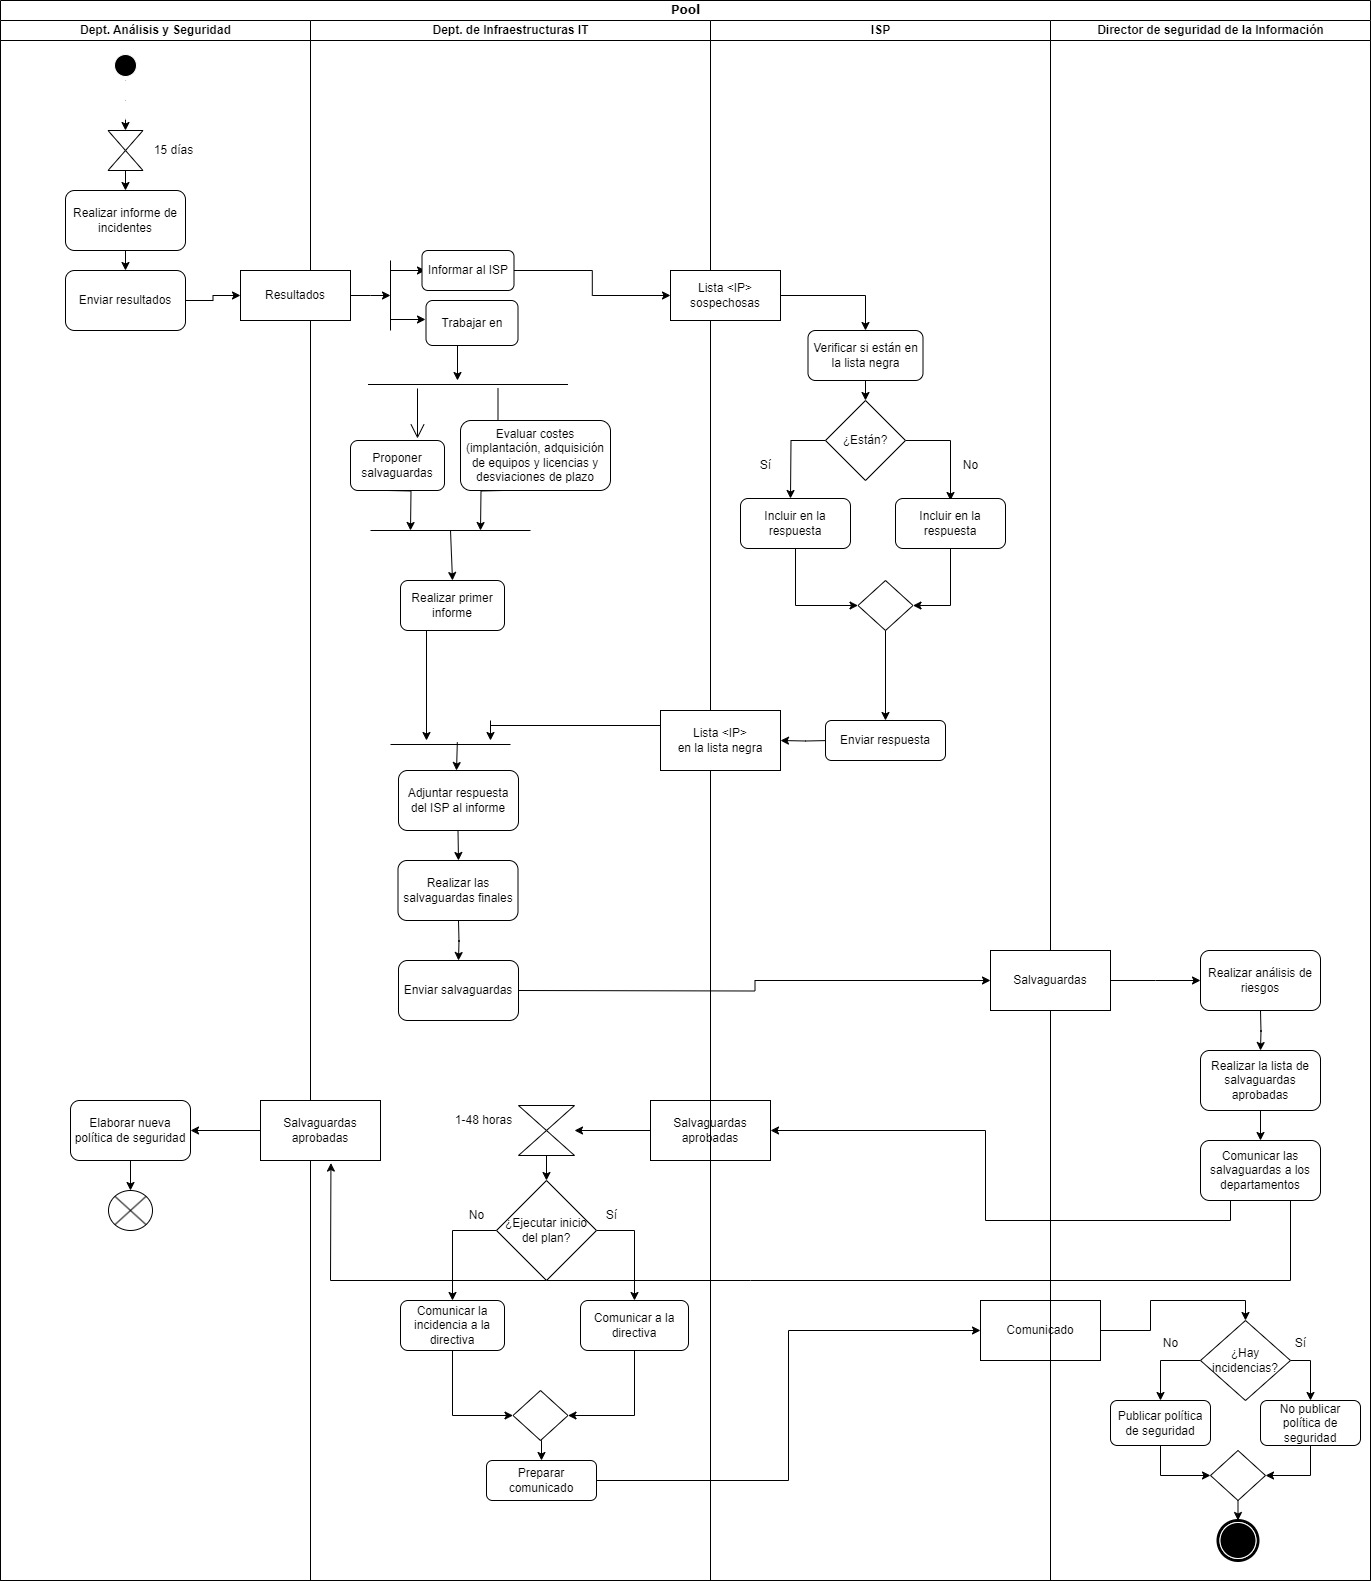 Pool
Dept. Análisis y Seguridad
Dept. de Infraestructuras IT
ISP
Director de seguridad de la Información
15 días
Realizar informe de
incidentes
Enviar resultados
Resultados
Informar al ISP
Trabajar en
Lista <IP>
sospechosas
Verificar si están en
la lista negra
¿Están?
Sí
No
Proponer
salvaguardas
Evaluar costes
(implantación, adquisición
de equipos y licencias y
desviaciones de plazo
Incluir en la
respuesta
Incluir en la
respuesta
Realizar primer
informe
Lista <IP>
en la lista negra
Enviar respuesta
Adjuntar respuesta
del ISP al informe
Realizar las
salvaguardas finales
Enviar salvaguardas
Salvaguardas
Realizar análisis de
riesgos
Realizar la lista de
salvaguardas
aprobadas
Comunicar las
salvaguardas a los
departamentos
Elaborar nueva
política de seguridad
Salvaguardas
aprobadas
1-48 horas
Salvaguardas
aprobadas
No
Sí
¿Ejecutar inicio
del plan?
Comunicar la
incidencia a la
directiva
Comunicar a la
directiva
Comunicado
No
Sí
¿Hay
incidencias?
Publicar política
de seguridad
No publicar
política de
seguridad
Preparar
comunicado